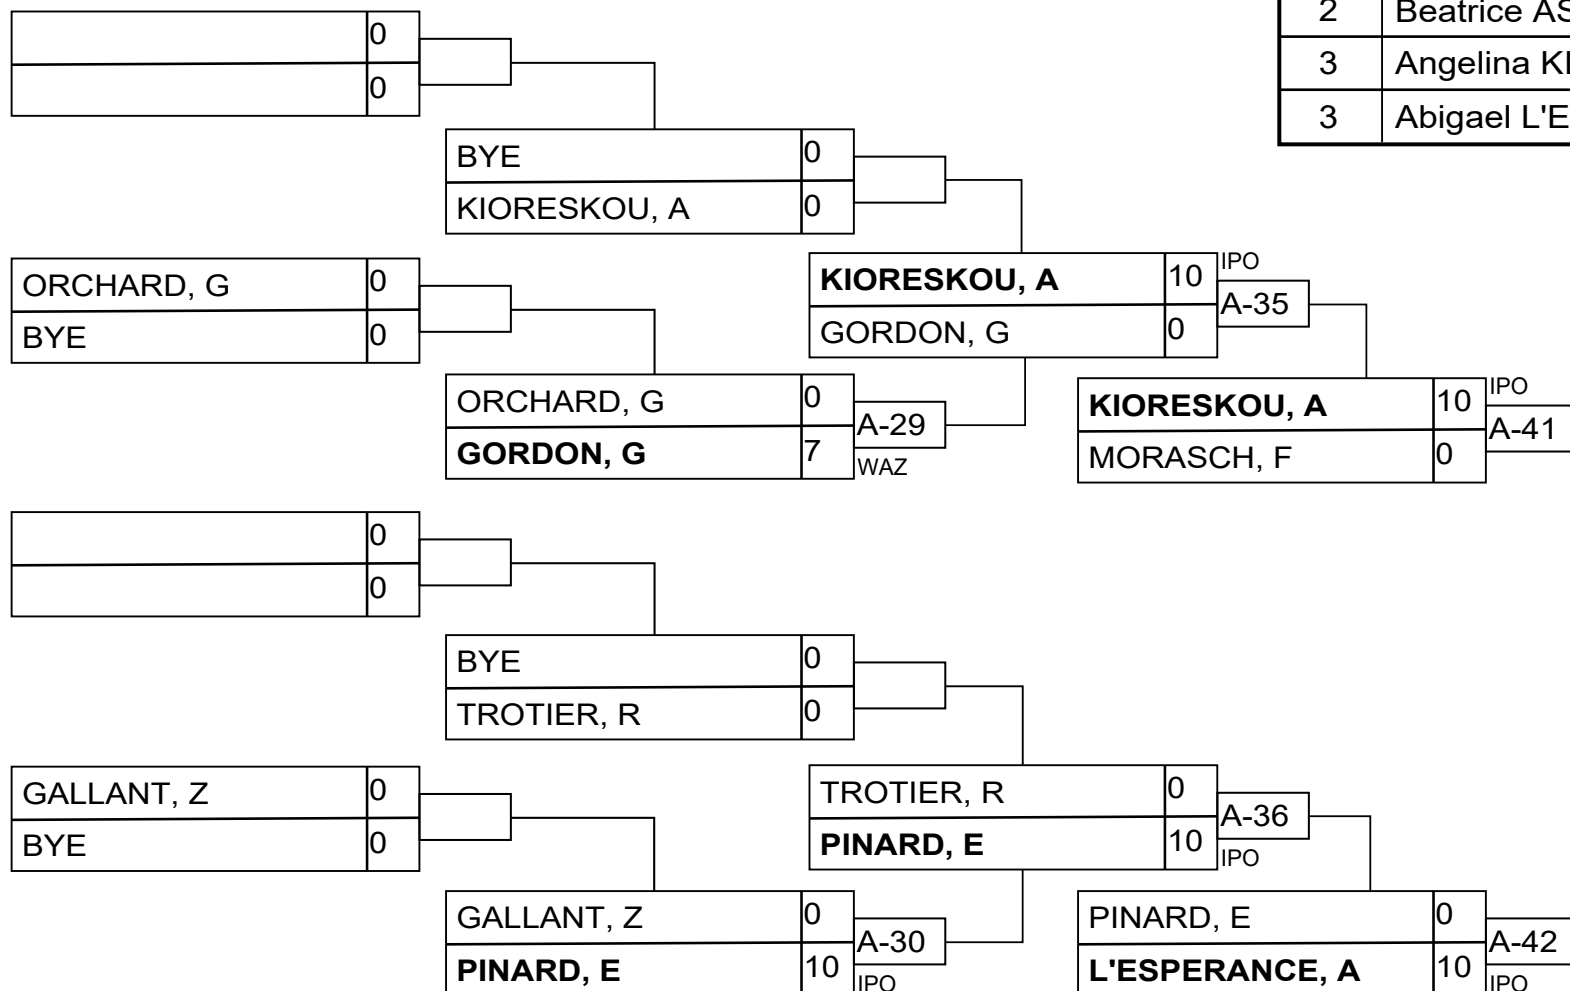 2 Beatrice AS
3 Angelina KI
3 Abigael L'E
0
0
BYE 0
KIORESKOU, A 0
ORCHARD, G 0
BYE 0
KIORESKOU, A 10 IPO
A-35
GORDON, G 0
ORCHARD, G 0
A-29
GORDON, G 7 WAZ
KIORESKOU, A 10 IPO
A-41
MORASCH, F 0
0
0
BYE 0
TROTIER, R 0
GALLANT, Z 0
BYE 0
TROTIER, R 0
A-36
PINARD, E 10 IPO
GALLANT, Z 0
A-30
PINARD, E 10 IPO
PINARD, E 0
A-42
L'ESPERANCE, A 10 IPO